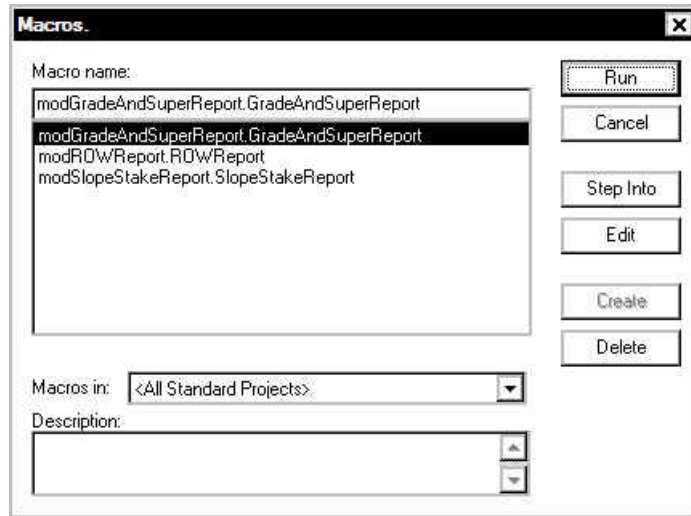 Macros.
Macro name:
modGradeAndSuperReport.GradeAndSuperReport
modGradeAndSuperReport.GradeAndSuperReport
modROWReport.ROWReport
modSlopeStakeReport.SlopeStakeReport
Run
Cancel
Step Into
Edit
Create
Delete
Macros in: <All Standard Projects>
Description: